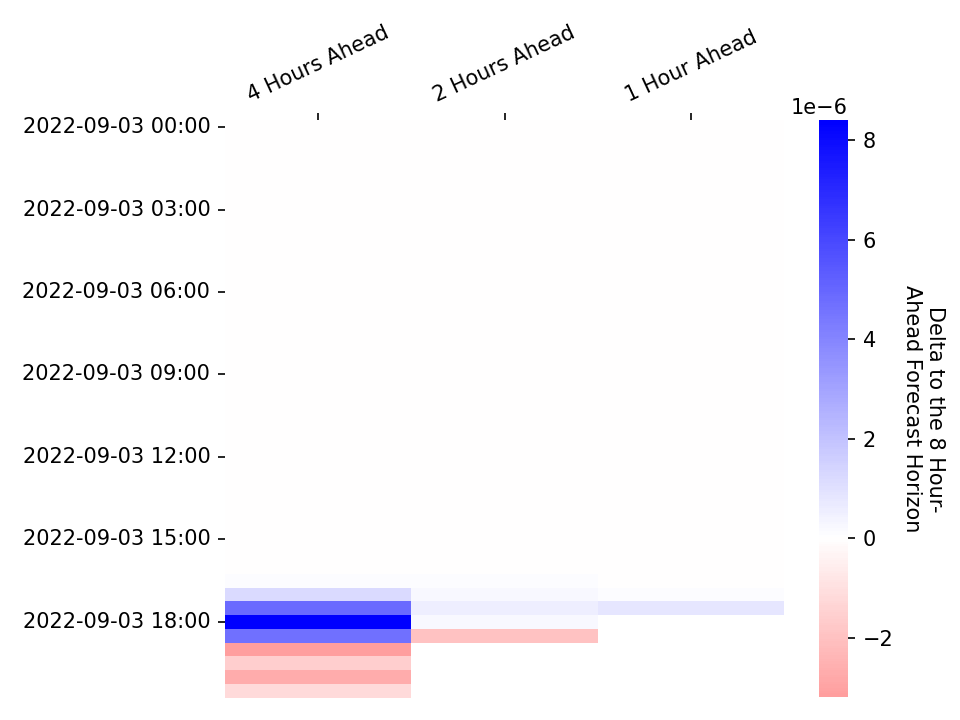 4 Hours Ahead
2 Hours Ahead
1 Hour Ahead
1e−6
2022-09-03 00:00
2022-09-03 03:00
2022-09-03 06:00
2022-09-03 09:00
2022-09-03 12:00
2022-09-03 15:00
2022-09-03 18:00
8
6
4
2
0
−2
Delta to the 8 Hour-
Ahead Forecast Horizon